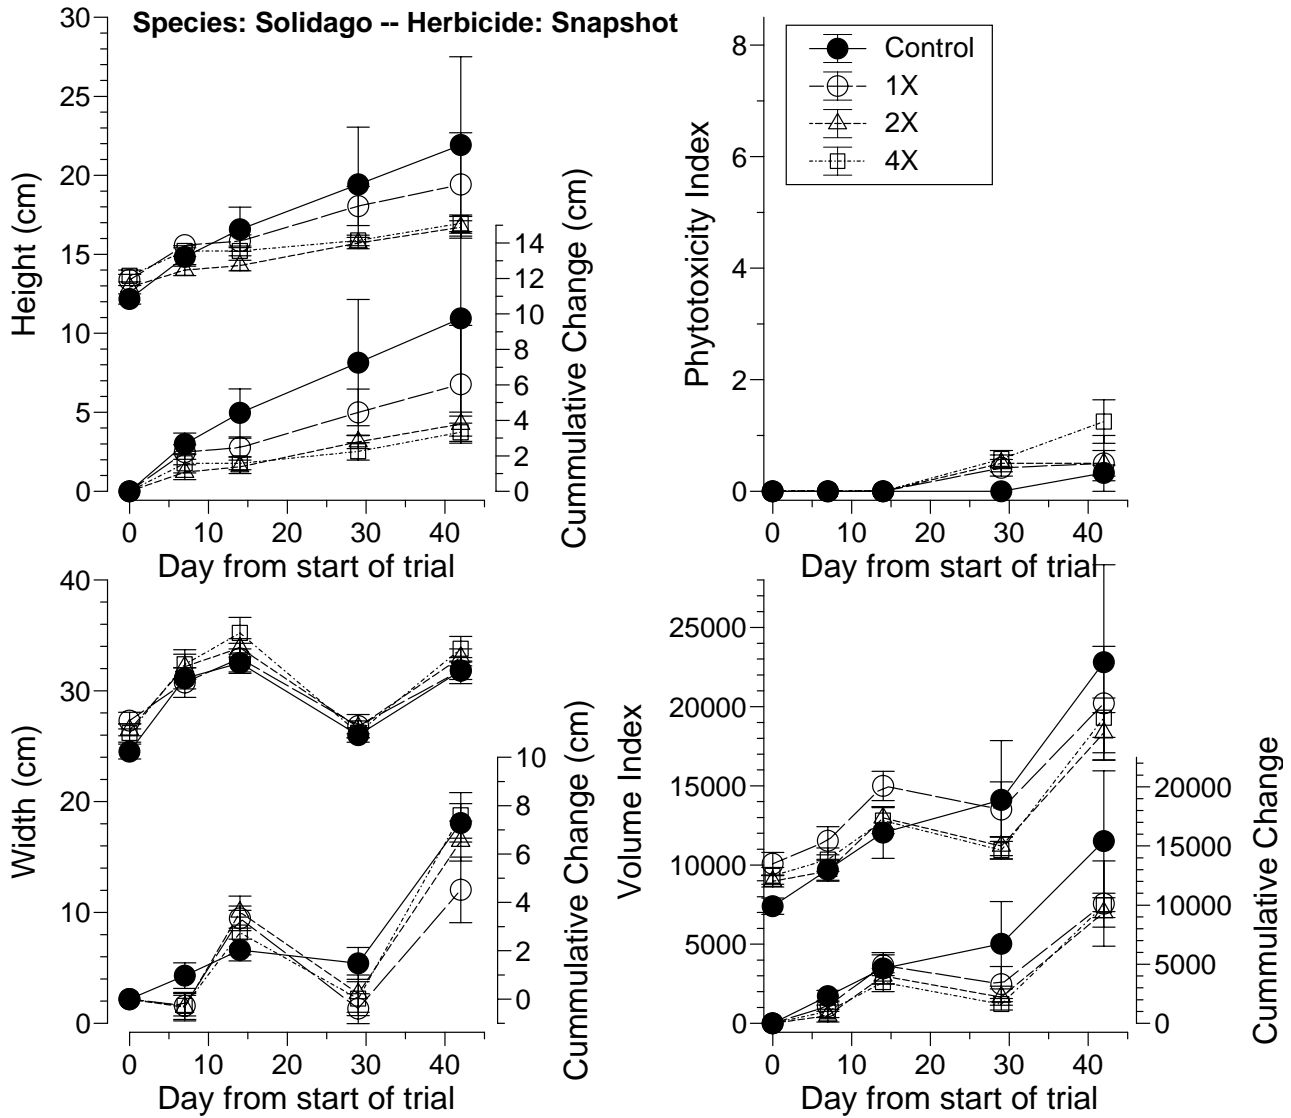 Species: Solidago -- Herbicide: Snapshot
30
25
20
15
10
5
0
Height (cm)
14
12
10
8
6
4
2
0
Cummulative Change (cm)
0 10 20 30 40
Day from start of trial
8
6
4
2
0
Phytotoxicity Index
Control
1X
2X
4X
0 10 20 30 40
Day from start of trial
40
30
20
10
0
Width (cm)
10
8
6
4
2
0
Cummulative Change (cm)
0 10 20 30 40
Day from start of trial
25000
20000
15000
10000
5000
0
Volume Index
20000
15000
10000
5000
0
Cummulative Change
0 10 20 30 40
Day from start of trial